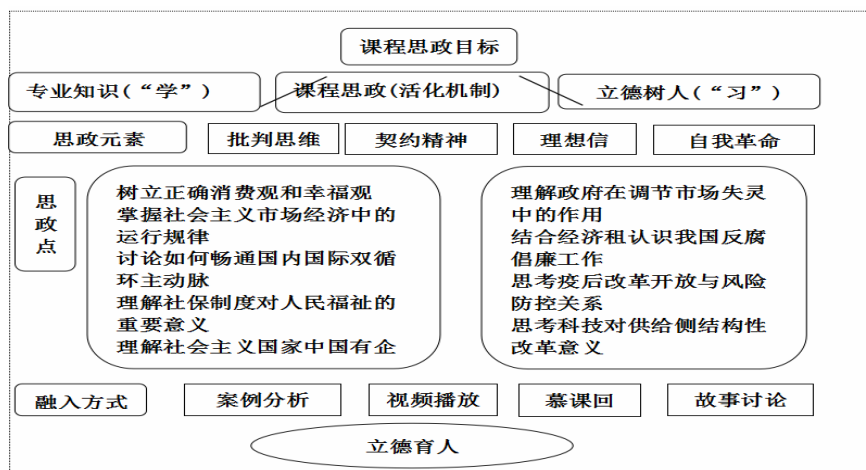 课程思政目标
专业知识(“学”)
课程思政(活化机制)
立德树人(“习”)
思政元素
批判思维
契约精神
理想信
自我革命
思
政
点
树立正确消费观和幸福观
掌握社会主义市场经济中的
运行规律
讨论如何畅通国内国际双循
环主动脉
理解社保制度对人民福祉的
重要意义
理解社会主义国家中国有企
理解政府在调节市场失灵
中的作用
结合经济租认识我国反腐
倡廉工作
思考疫后改革开放与风险
防控关系
思考科技对供给侧结构性
改革意义
融入方式
案例分析
视频播放
慕课回
故事讨论
立德育人